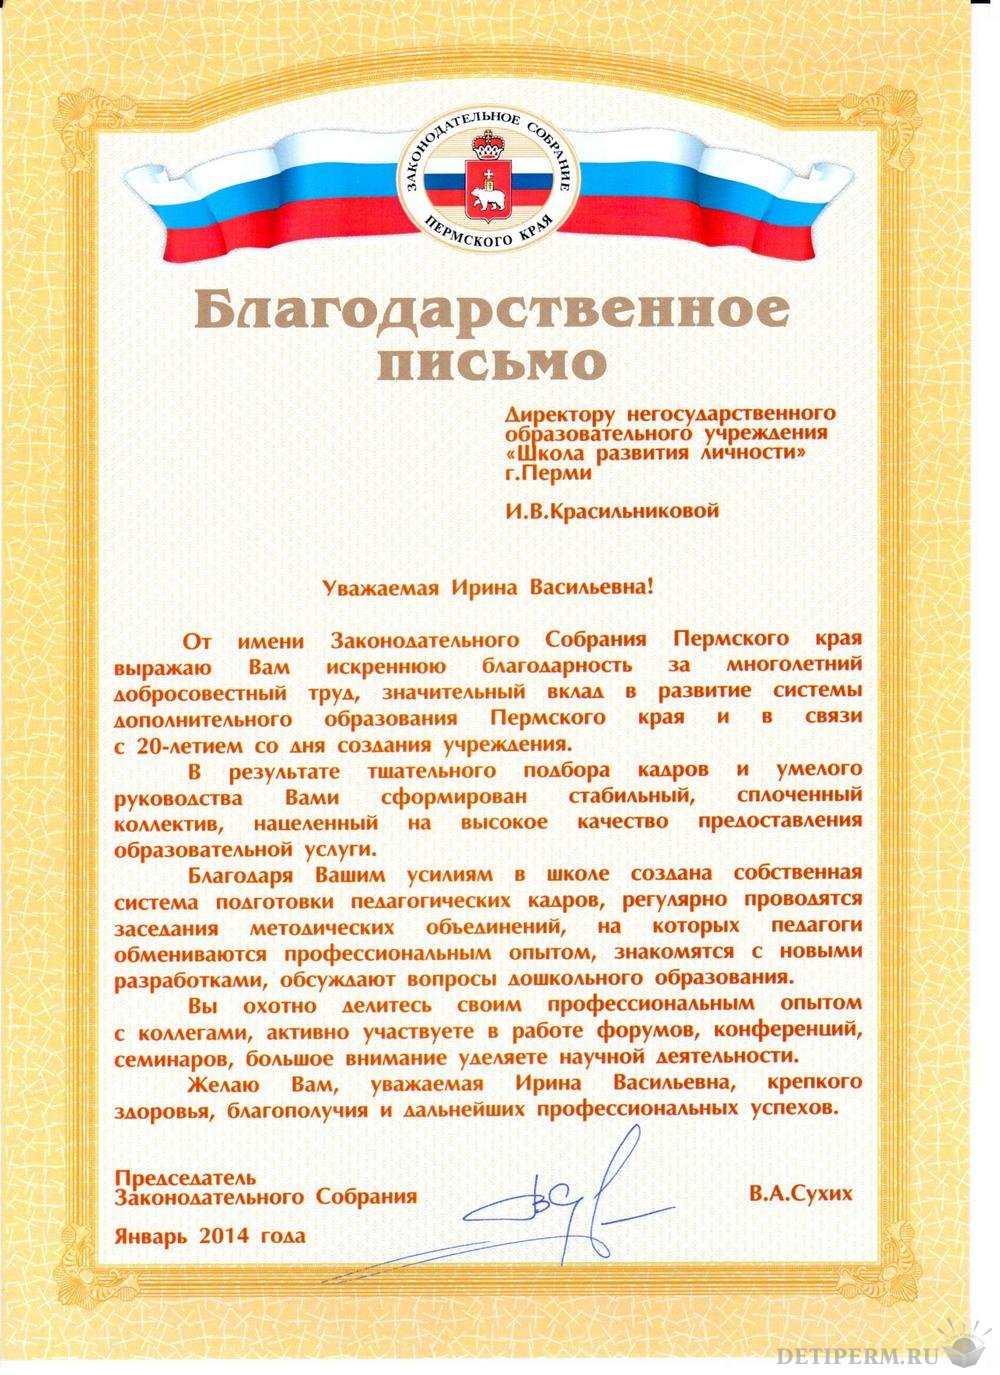 ЗАКОНОДАТЕЛЬНОЕ СОБРАНИЕ
ПЕРМСКОГО КРАЯ
Благодарственное
письмо
Директору негосударственного
образовательного учреждения
«Школа развития личности»
г.Перми
И.В.Красильниковой
Уважаемая Ирина Васильевна!
От имени Законодательного Собрания Пермского края
выражаю Вам искреннюю благодарность за многолетний
добросовестный труд, значительный вклад в развитие системы
дополнительного образования Пермского края и в связи
с 20-летием со дня создания учреждения.
В результате тшательного подбора кадров и умелого
руководства Вами сформирован стабильный, сплоченный
коллектив, нацеленный на высокое качество предоставления
образовательной услуги.
Благодаря Вашим усилиям в школе создана собственная
система подготовки педагогических кадров, регулярно проводятся
заседания методических объединений, на которых педагоги
обмениваются профессиональным опытом, знакомятся с новыми
разработками, обсуждают вопросы дошкольного образования.
Вы охотно делитесь своим профессиональным опытом
с коллегами, активно участвуете в работе форумов, конференций,
семинаров, большое внимание уделяете научной деятельности.
Желаю Вам, уважаемая Ирина Васильевна, крепкого
здоровья, благополучия и дальнейших профессиональных успехов.
Председатель
Законодательного Собрания
В.А.Сухих
Январь 2014 года
DETIPERM.RU